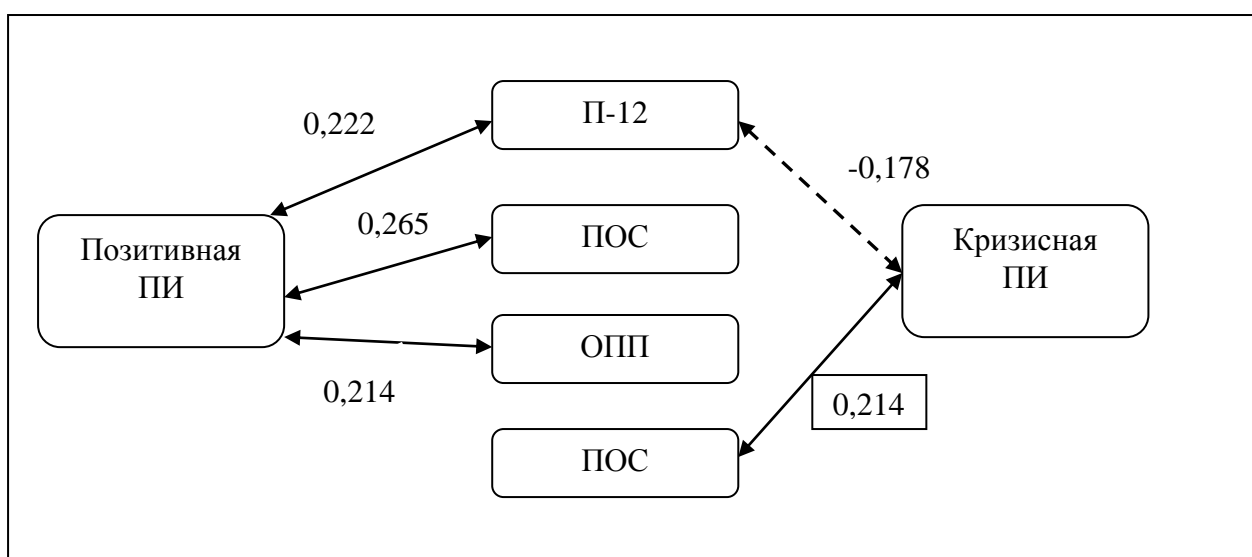 П-12
0,222
-0,178
0,265
ПОС
Позитивная
ПИ
Кризисная
ПИ
ОПП
0,214
0,214
ПОС